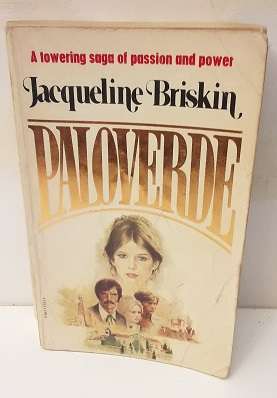 A towering saga of passion and power
Jacqueline Briskin
PALOVERDE